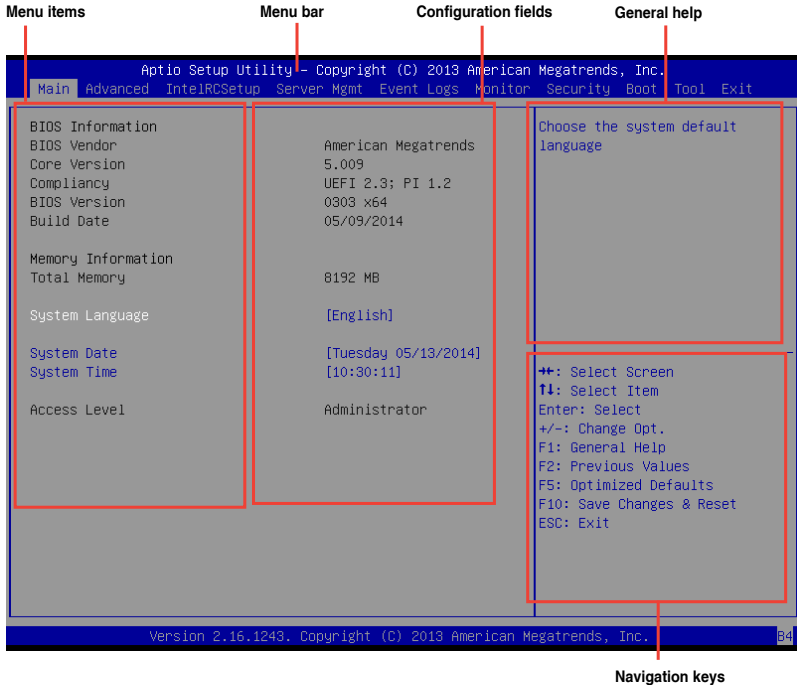 Menu items Menu bar Configuration fields General help
Aptio Setup Utility - Copyright (C) 2013 American Megatrends, Inc.
Main Advanced IntelRCSetup Server Mgmt Event Logs Monitor Security Boot Tool Exit
BIOS Information
BIOS Vendor American Megatrends
Core Version 5.009
Compliancy UEFI 2.3; PI 1.2
BIOS Version 0303 x64
Build Date 05/09/2014
Memory Information
Total Memory 8192 MB
System Language [English]
System Date [Tuesday 05/13/2014]
System Time [10:30:11]
Access Level Administrator
Choose the system default
language
→←: Select Screen
↑↓: Select Item
Enter: Select
+/-: Change Opt.
F1: General Help
F2: Previous Values
F5: Optimized Defaults
F10: Save Changes & Reset
ESC: Exit
Version 2.16.1243. Copyright (C) 2013 American Megatrends, Inc.
B4
Navigation keys